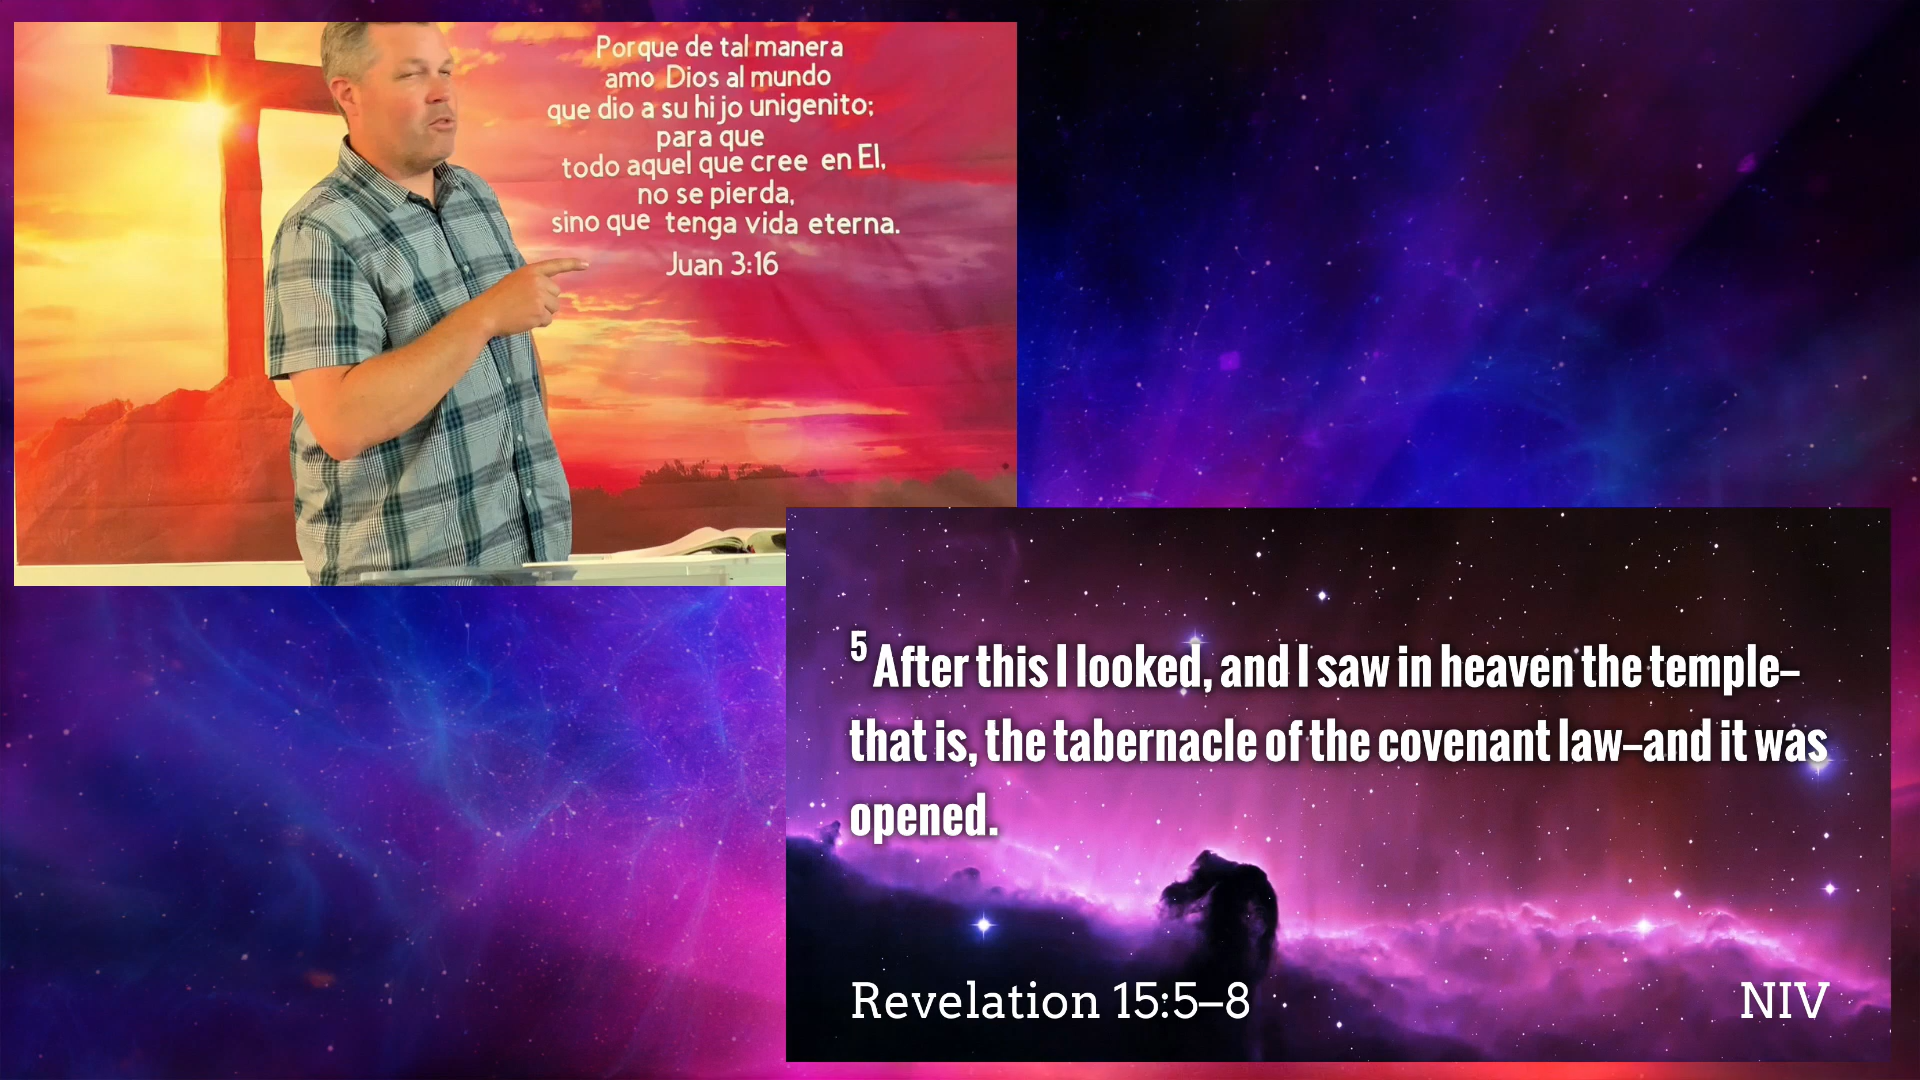 Porque de tal manera
amo Dios al mundo
que dio a su hijo unigenito;
para que
todo aquel que cree en El,
no se pierda,
sino que tenga vida eterna.
Juan 3:16
5 After this I looked, and I saw in heaven the temple–
that is, the tabernacle of the covenant law–and it was
opened.
Revelation 15:5–8 NIV